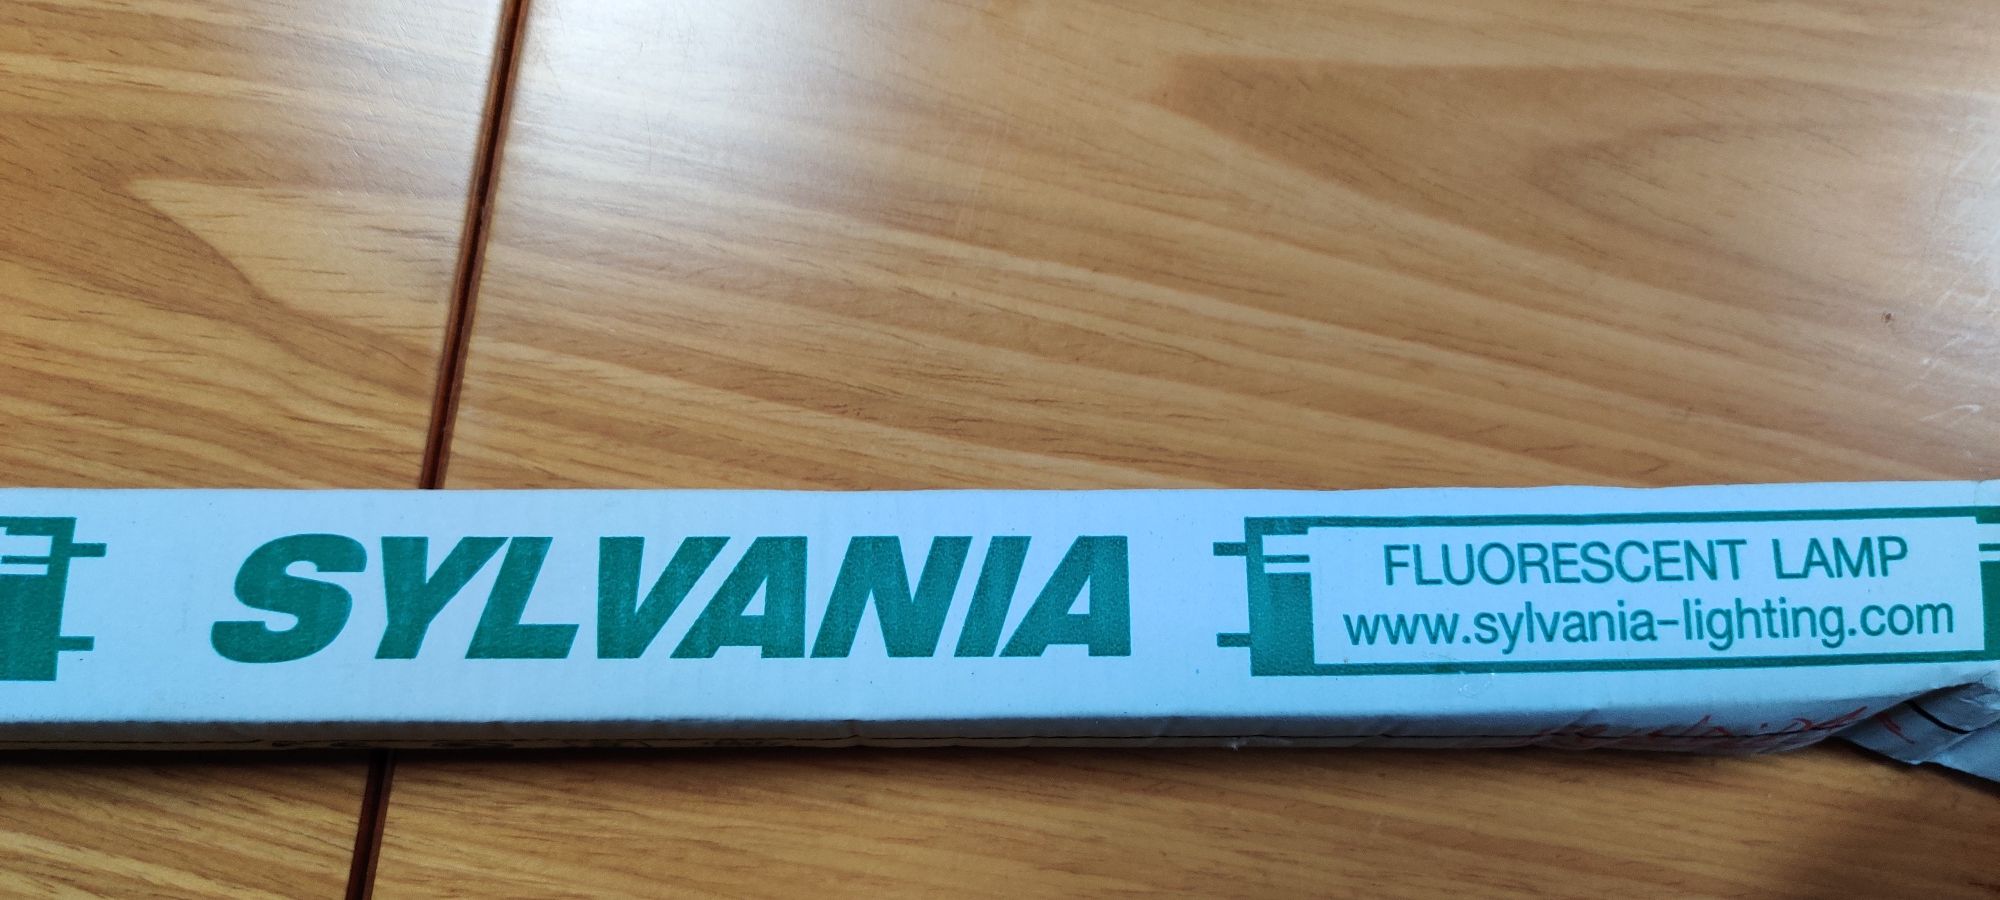 SYLVANIA
FLUORESCENT LAMP
www.sylvania-lighting.com